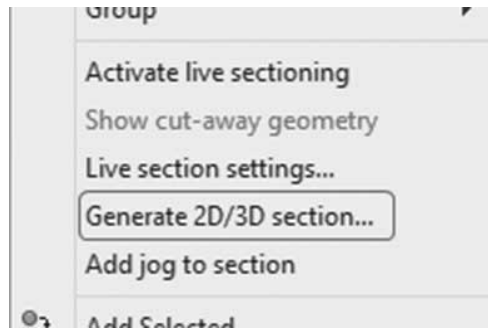 Group
Activate live sectioning
Show cut-away geometry
Live section settings...
Generate 2D/3D section...
Add jog to section
Add Selected